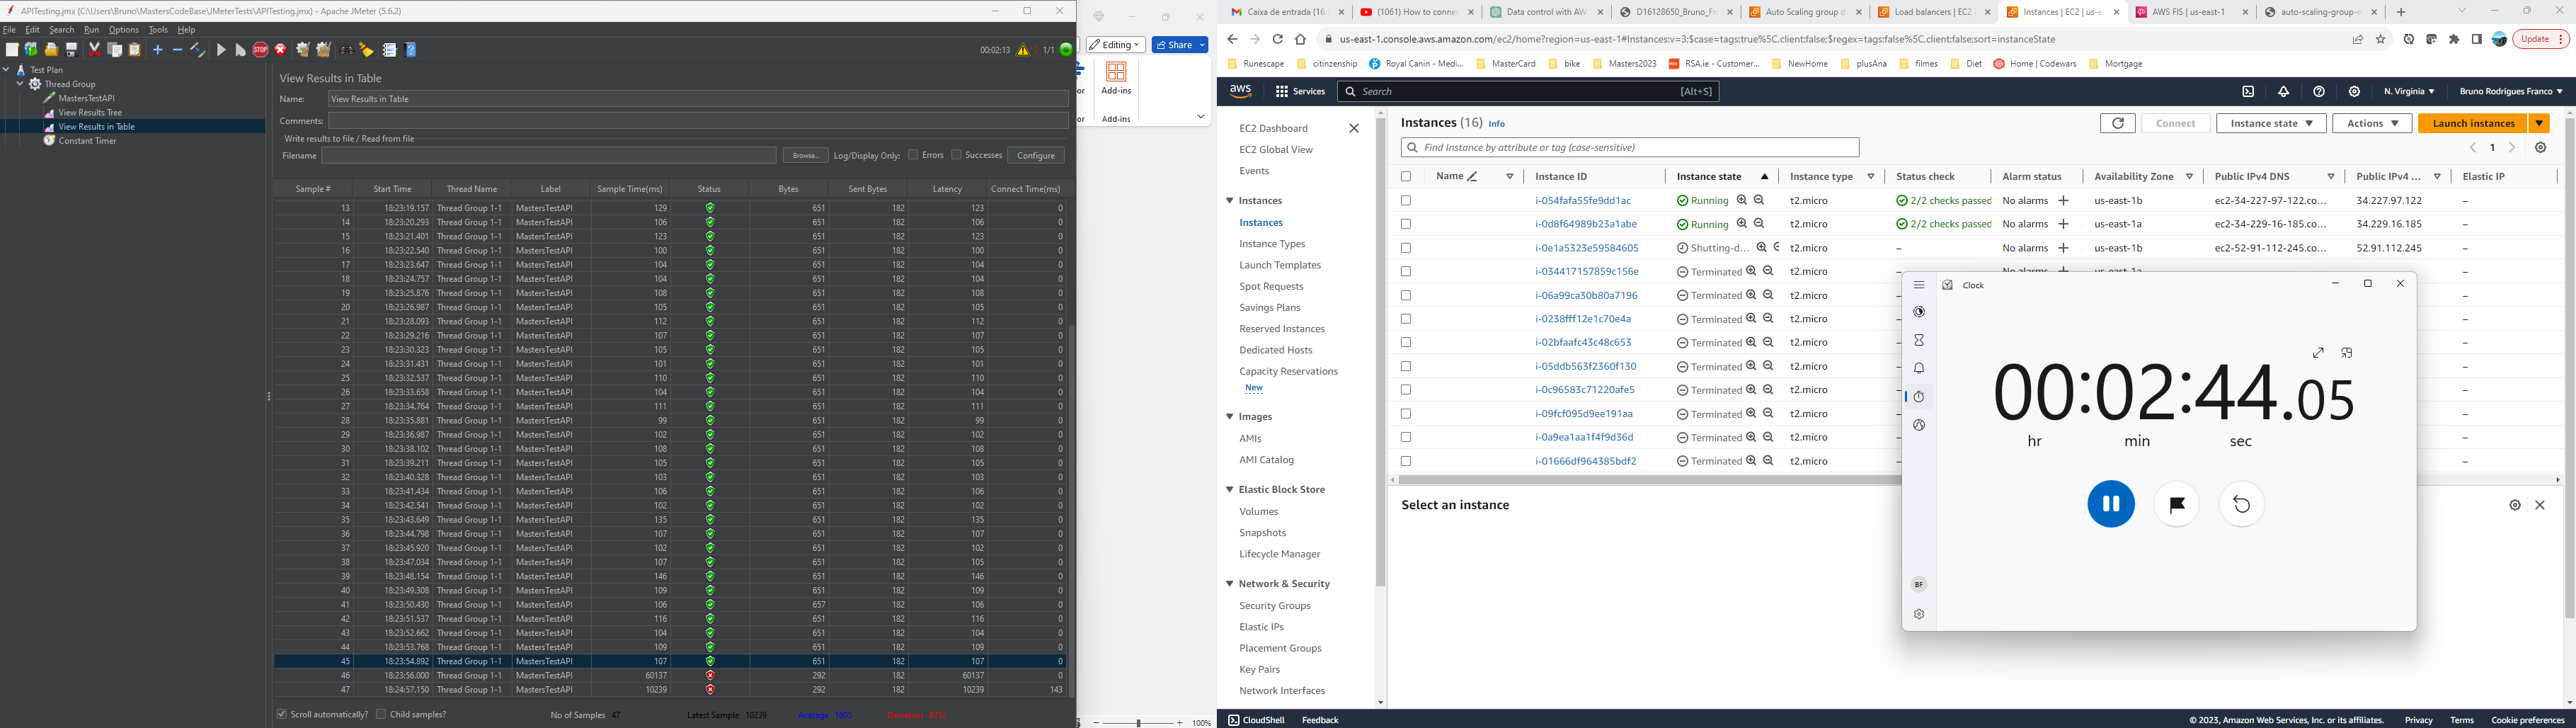 APITesting.jmx (C:\Users\Bruno\MastersCodeBase\JMeterTests\APITesting.jmx) - Apache JMeter (5.6.2)
File Edit Search Run Options Tools Help
00:02:13 1/1
Test Plan
Thread Group
MastersTestAPI
View Results Tree
View Results in Table
Constant Timer
View Results in Table
Name: View Results in Table
Comments:
Write results to file / Read from file
Filename Browse... Log/Display Only: Errors Successes Configure
Sample # Start Time Thread Name Label Sample Time(ms) Status Bytes Sent Bytes Latency Connect Time(ms)
13 18:23:19.157 Thread Group 1-1 MastersTestAPI 129 651 182 123 0
14 18:23:20.293 Thread Group 1-1 MastersTestAPI 106 651 182 106 0
15 18:23:21.401 Thread Group 1-1 MastersTestAPI 123 651 182 123 0
16 18:23:22.540 Thread Group 1-1 MastersTestAPI 100 651 182 100 0
17 18:23:23.647 Thread Group 1-1 MastersTestAPI 104 651 182 104 0
18 18:23:24.757 Thread Group 1-1 MastersTestAPI 104 651 182 104 0
19 18:23:25.876 Thread Group 1-1 MastersTestAPI 108 651 182 108 0
20 18:23:26.987 Thread Group 1-1 MastersTestAPI 105 651 182 105 0
21 18:23:28.093 Thread Group 1-1 MastersTestAPI 112 651 182 112 0
22 18:23:29.216 Thread Group 1-1 MastersTestAPI 107 651 182 107 0
23 18:23:30.323 Thread Group 1-1 MastersTestAPI 105 651 182 105 0
24 18:23:31.431 Thread Group 1-1 MastersTestAPI 101 651 182 101 0
25 18:23:32.537 Thread Group 1-1 MastersTestAPI 110 651 182 110 0
26 18:23:33.658 Thread Group 1-1 MastersTestAPI 104 651 182 104 0
27 18:23:34.764 Thread Group 1-1 MastersTestAPI 111 651 182 111 0
28 18:23:35.881 Thread Group 1-1 MastersTestAPI 99 651 182 99 0
29 18:23:36.987 Thread Group 1-1 MastersTestAPI 102 651 182 102 0
30 18:23:38.102 Thread Group 1-1 MastersTestAPI 108 651 182 108 0
31 18:23:39.211 Thread Group 1-1 MastersTestAPI 105 651 182 105 0
32 18:23:40.328 Thread Group 1-1 MastersTestAPI 103 651 182 103 0
33 18:23:41.434 Thread Group 1-1 MastersTestAPI 106 651 182 106 0
34 18:23:42.541 Thread Group 1-1 MastersTestAPI 102 651 182 102 0
35 18:23:43.649 Thread Group 1-1 MastersTestAPI 135 651 182 135 0
36 18:23:44.798 Thread Group 1-1 MastersTestAPI 107 651 182 107 0
37 18:23:45.920 Thread Group 1-1 MastersTestAPI 102 651 182 102 0
38 18:23:47.034 Thread Group 1-1 MastersTestAPI 107 651 182 105 0
39 18:23:48.154 Thread Group 1-1 MastersTestAPI 146 651 182 146 0
40 18:23:49.308 Thread Group 1-1 MastersTestAPI 109 651 182 109 0
41 18:23:50.430 Thread Group 1-1 MastersTestAPI 106 657 182 106 0
42 18:23:51.537 Thread Group 1-1 MastersTestAPI 116 651 182 116 0
43 18:23:52.662 Thread Group 1-1 MastersTestAPI 104 651 182 104 0
44 18:23:53.768 Thread Group 1-1 MastersTestAPI 109 651 182 109 0
45 18:23:54.892 Thread Group 1-1 MastersTestAPI 107 651 182 107 0
46 18:23:56.000 Thread Group 1-1 MastersTestAPI 60137 292 182 60137 0
47 18:24:57.150 Thread Group 1-1 MastersTestAPI 10239 292 182 10239 143
Scroll automatically? Child samples? No of Samples 47 Latest Sample 10239 Average 1605 Deviation 8792
Editing Share
Add-ins
Add-ins
100%
Caixa de entrada (16. (1061) How to conne Data control with AW D16128650_Bruno_Fr Auto Scaling group d Load balancers | EC2 Instances | EC2 | us-e AWS FIS | us-east-1 auto-scaling-group-n
us-east-1.console.aws.amazon.com/ec2/home?region=us-east-1#Instances:v=3;$case=tags:true%5C,client:false;$regex=tags:false%5C,client:false;sort=instanceState Update
Runescape citinzenship Royal Canin - Medi... MasterCard bike Masters2023 RSA.ie - Customer... NewHome plusAna filmes Diet Home | Codewars Mortgage
aws Services Search [Alt+S] N. Virginia Bruno Rodrigues Franco
EC2 Dashboard
EC2 Global View
Events
Instances
Instances
Instance Types
Launch Templates
Spot Requests
Savings Plans
Reserved Instances
Dedicated Hosts
Capacity Reservations
New
Images
AMIs
AMI Catalog
Elastic Block Store
Volumes
Snapshots
Lifecycle Manager
Network & Security
Security Groups
Elastic IPs
Placement Groups
Key Pairs
Network Interfaces
Instances (16) Info Connect Instance state Actions Launch instances
Find Instance by attribute or tag (case-sensitive) 1
Name Instance ID Instance state Instance type Status check Alarm status Availability Zone Public IPv4 DNS Public IPv4 ... Elastic IP
i-054fafa55fe9dd1ac Running t2.micro 2/2 checks passed No alarms + us-east-1b ec2-34-227-97-122.co... 34.227.97.122 –
i-0d8f64989b23a1abe Running t2.micro 2/2 checks passed No alarms + us-east-1a ec2-34-229-16-185.co... 34.229.16.185 –
i-0e1a5323e59584605 Shutting-d... t2.micro – No alarms + us-east-1b ec2-52-91-112-245.co... 52.91.112.245 –
i-034417157859c156e Terminated t2.micro – No alarms + us-east-1a –
i-06a99ca30b80a7196 Terminated t2.micro – –
i-0238fff12e1c70e4a Terminated t2.micro – –
i-02bfaafc43c48c653 Terminated t2.micro – –
i-05ddb563f2360f130 Terminated t2.micro – –
i-0c96583c71220afe5 Terminated t2.micro – –
i-09fcf095d9ee191aa Terminated t2.micro – –
i-0a9ea1aa1f4f9d36d Terminated t2.micro – –
i-01666df964385bdf2 Terminated t2.micro – –
Select an instance
Clock
00:02:44.05
hr min sec
BF
CloudShell Feedback © 2023, Amazon Web Services, Inc. or its affiliates. Privacy Terms Cookie preferences